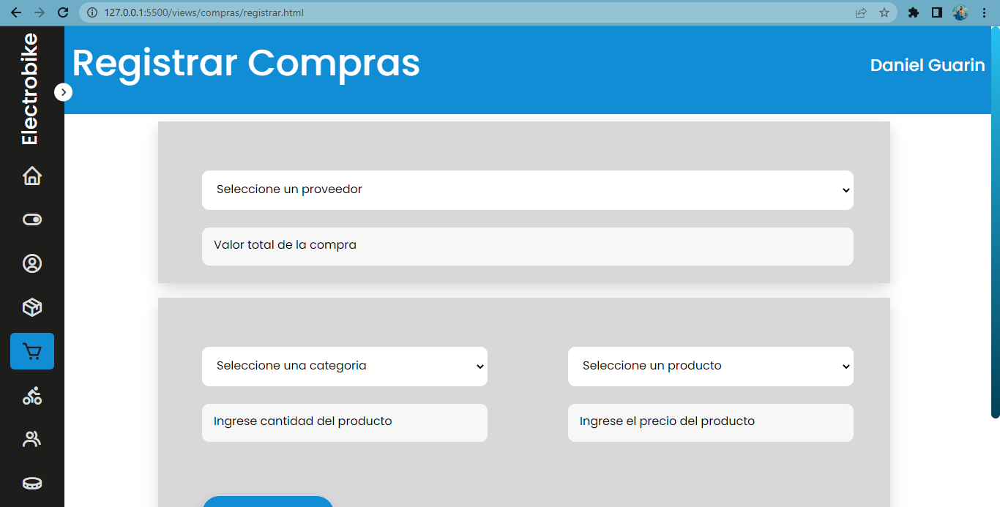 127.0.0.1:5500/views/compras/registrar.html
Electrobike
Registrar Compras
Daniel Guarin
Seleccione un proveedor
Valor total de la compra
Seleccione una categoria
Seleccione un producto
Ingrese cantidad del producto
Ingrese el precio del producto